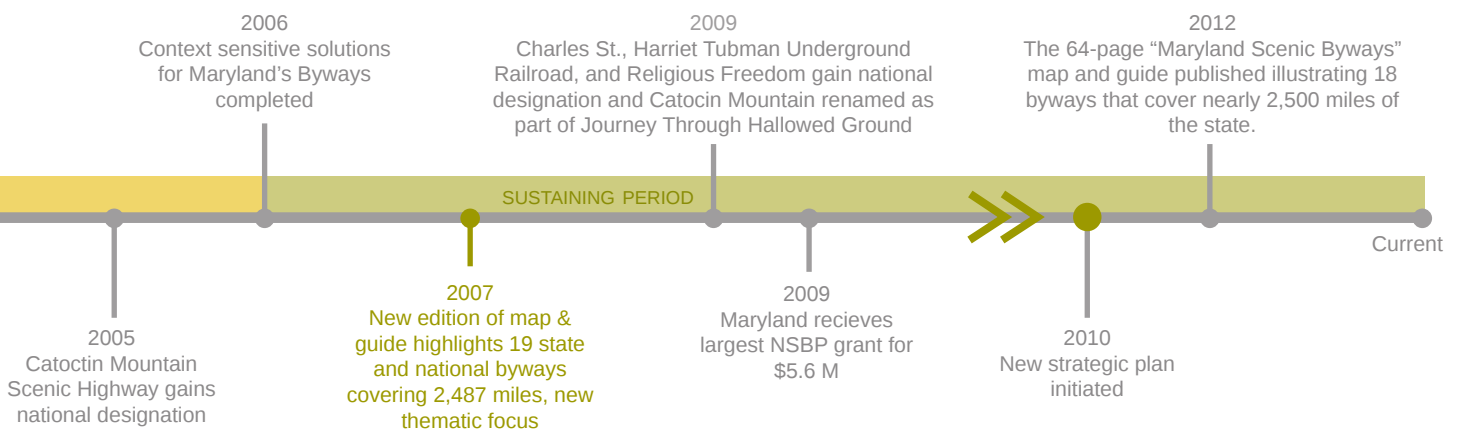 2006
Context sensitive solutions
for Maryland's Byways
completed
2009
Charles St., Harriet Tubman Underground
Railroad, and Religious Freedom gain national
designation and Catocin Mountain renamed as
part of Journey Through Hallowed Ground
2012
The 64-page “Maryland Scenic Byways”
map and guide published illustrating 18
byways that cover nearly 2,500 miles of
the state.
SUSTAINING PERIOD
Current
2005
Catoctin Mountain
Scenic Highway gains
national designation
2007
New edition of map &
guide highlights 19 state
and national byways
covering 2,487 miles, new
thematic focus
2009
Maryland recieves
largest NSBP grant for
$5.6 M
2010
New strategic plan
initiated